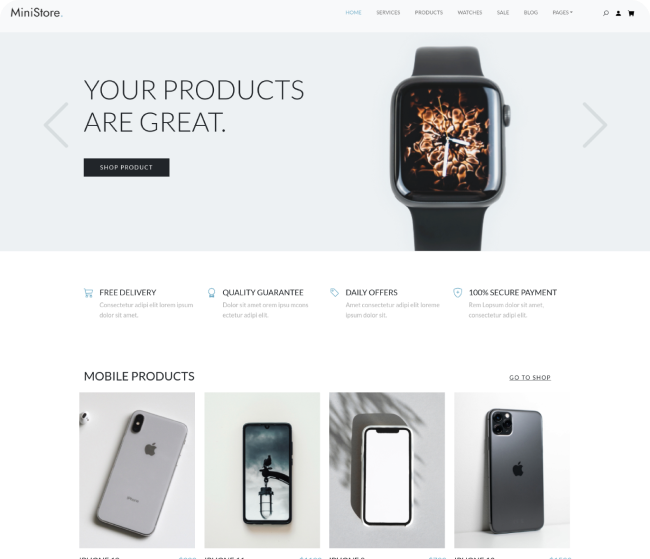 MiniStore.
HOME SERVICES PRODUCTS WATCHES SALE BLOG PAGES
YOUR PRODUCTS
ARE GREAT.
SHOP PRODUCT
FREE DELIVERY
Consectetur adipi elit lorem ipsum
dolor sit amet.
QUALITY GUARANTEE
Dolor sit amet orem ipsu mcons
ectetur adipi elit.
DAILY OFFERS
Amet consectetur adipi elit loreme
ipsum dolor sit.
100% SECURE PAYMENT
Rem Lopsum dolor sit amet,
consectetur adipi elit.
MOBILE PRODUCTS
GO TO SHOP